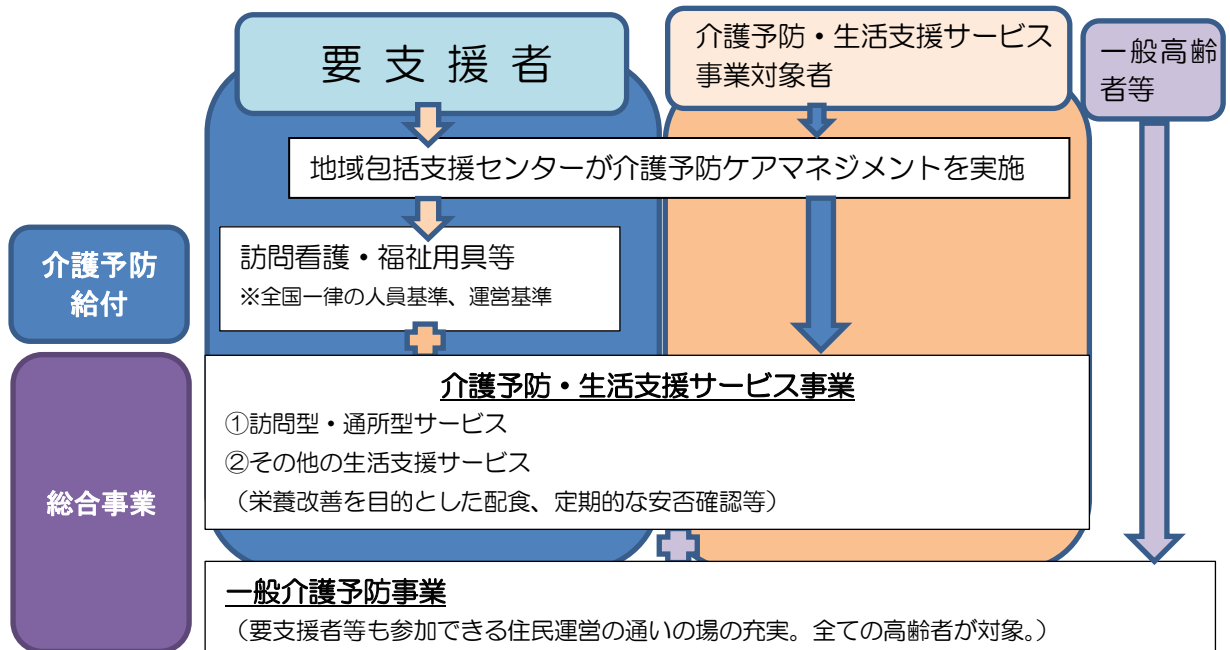 要支援者
介護予防・生活支援サービス
事業対象者
一般高齢
者等
地域包括支援センターが介護予防ケアマネジメントを実施
介護予防
給付
訪問看護・福祉用具等
※全国一律の人員基準、運営基準
総合事業
介護予防・生活支援サービス事業
①訪問型・通所型サービス
②その他の生活支援サービス
（栄養改善を目的とした配食、定期的な安否確認等）
一般介護予防事業
（要支援者等も参加できる住民運営の通いの場の充実。全ての高齢者が対象。）